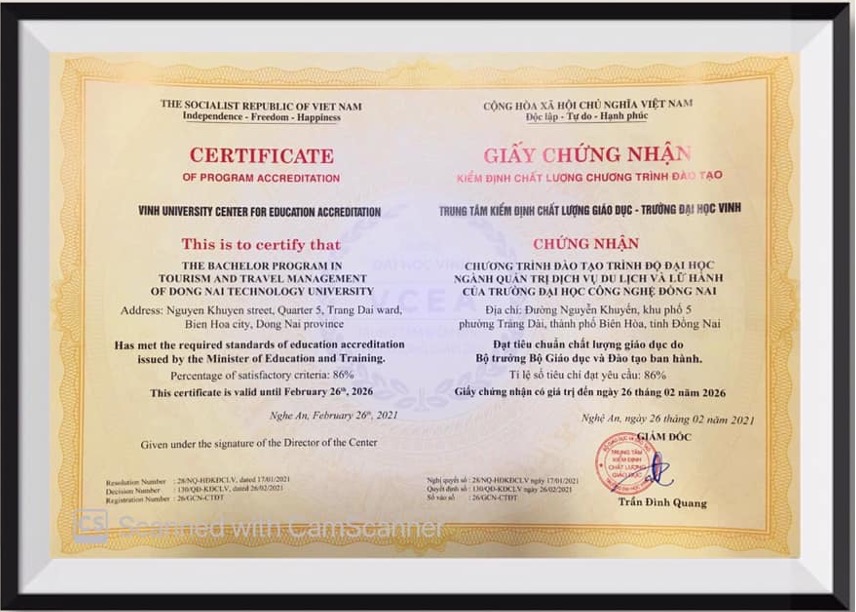 THE SOCIALIST REPUBLIC OF VIET NAM
Independence - Freedom - Happiness
CERTIFICATE
OF PROGRAM ACCREDITATION
VINH UNIVERSITY CENTER FOR EDUCATION ACCREDITATION
This is to certify that
THE BACHELOR PROGRAM IN
TOURISM AND TRAVEL MANAGEMENT
OF DONG NAI TECHNOLOGY UNIVERSITY
Address: Nguyen Khuyen street, Quarter 5, Trang Dai ward,
Bien Hoa city, Dong Nai province
Has met the required standards of education accreditation
issued by the Minister of Education and Training.
Percentage of satisfactory criteria: 86%
This certificate is valid until February 26th, 2026
Nghe An, February 26th, 2021
Given under the signature of the Director of the Center
Resolution Number : 28/NQ-HĐKĐCLV, dated 17/01/2021
Decision Number : 130/QĐ-KĐCLV, dated 26/02/2021
Registration Number : 26/GCN-CTĐT
CỘNG HÒA XÃ HỘI CHỦ NGHĨA VIỆT NAM
Độc lập - Tự do - Hạnh phúc
GIẤY CHỨNG NHẬN
KIỂM ĐỊNH CHẤT LƯỢNG CHƯƠNG TRÌNH ĐÀO TẠO
TRUNG TÂM KIỂM ĐỊNH CHẤT LƯỢNG GIÁO DỤC - TRƯỜNG ĐẠI HỌC VINH
CHỨNG NHẬN
CHƯƠNG TRÌNH ĐÀO TẠO TRÌNH ĐỘ ĐẠI HỌC
NGÀNH QUẢN TRỊ DỊCH VỤ DU LỊCH VÀ LỮ HÀNH
CỦA TRƯỜNG ĐẠI HỌC CÔNG NGHỆ ĐỒNG NAI
Địa chỉ: Đường Nguyễn Khuyến, khu phố 5
phường Trảng Dài, thành phố Biên Hòa, tỉnh Đồng Nai
Đạt tiêu chuẩn chất lượng giáo dục do
Bộ trưởng Bộ Giáo dục và Đào tạo ban hành.
Tỉ lệ số tiêu chí đạt yêu cầu: 86%
Giấy chứng nhận có giá trị đến ngày 26 tháng 02 năm 2026
Nghệ An, ngày 26 tháng 02 năm 2021
GIÁM ĐỐC
TRUNG TÂM
KIỂM ĐỊNH
CHẤT LƯỢNG
GIÁO DỤC
Trần Đình Quang
Nghị quyết số : 28/NQ-HĐKĐCLV ngày 17/01/2021
Quyết định số : 130/QĐ-KĐCLV ngày 26/02/2021
Số vào sổ : 26/GCN-CTĐT
VCEA
CS Scanned with CamScanner